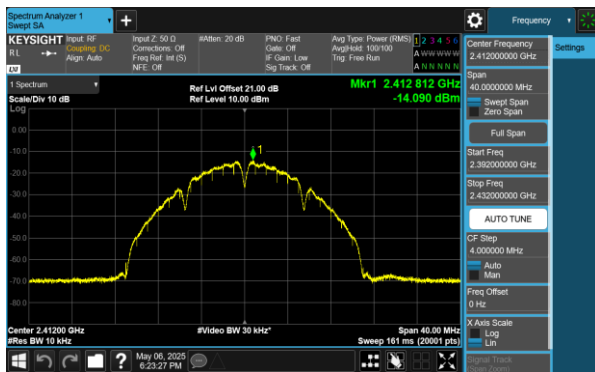 Spectrum Analyzer 1
Swept SA
+
Frequency
KEYSIGHT
RL
LXI
Input: RF
Coupling: DC
Align: Auto
Input Z: 50 Ω
Corrections: Off
Freq Ref: Int (S)
NFE: Off
#Atten: 20 dB
PNO: Fast
Gate: Off
IF Gain: Low
Sig Track: Off
Avg Type: Power (RMS)
Avg|Hold: 100/100
Trig: Free Run
1 2 3 4 5 6
A W W W W W
A N N N N N
1 Spectrum
Scale/Div 10 dB
Log
Ref Lvl Offset 21.00 dB
Ref Level 10.00 dBm
Mkr1 2.412 812 GHz
-14.090 dBm
0.00
-10.0
-20.0
-30.0
-40.0
-50.0
-60.0
-70.0
-80.0
1
Center 2.41200 GHz
#Res BW 10 kHz
#Video BW 30 kHz*
Span 40.00 MHz
Sweep 161 ms (20001 pts)
May 06, 2025
6:23:27 PM
?
Center Frequency
2.412000000 GHz
Span
40.0000000 MHz
Swept Span
Zero Span
Full Span
Start Freq
2.392000000 GHz
Stop Freq
2.432000000 GHz
AUTO TUNE
CF Step
4.000000 MHz
Auto
Man
Freq Offset
0 Hz
X Axis Scale
Log
Lin
Signal Track
(Span Zoom)
Settings